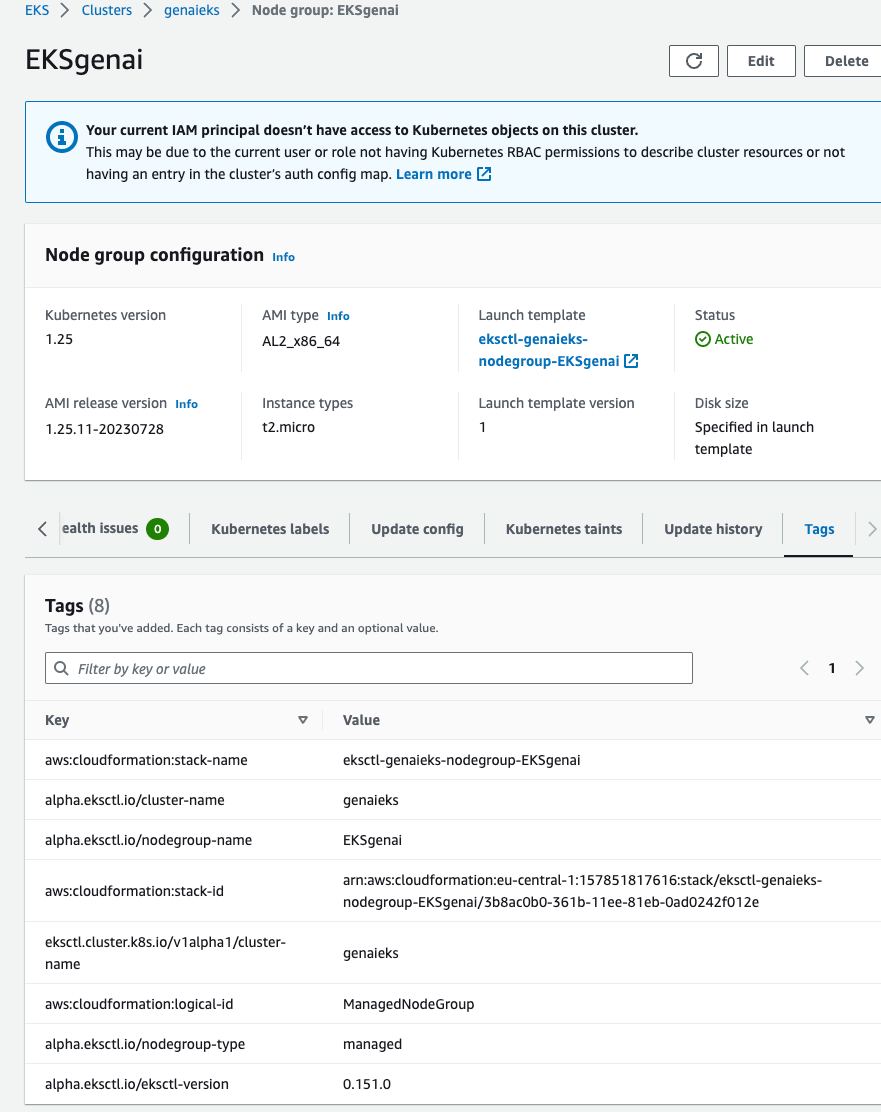 EKS > Clusters > genaieks > Node group: EKSgenai
EKSgenai
Edit
Delete
Your current IAM principal doesn't have access to Kubernetes objects on this cluster.
This may be due to the current user or role not having Kubernetes RBAC permissions to describe cluster resources or not
having an entry in the cluster's auth config map. Learn more
Node group configuration Info
Kubernetes version
1.25
AMI type Info
AL2_x86_64
Launch template
eksctl-genaieks-
nodegroup-EKSgenai
Status
Active
AMI release version Info
1.25.11-20230728
Instance types
t2.micro
Launch template version
1
Disk size
Specified in launch
template
ealth issues 0
Kubernetes labels
Update config
Kubernetes taints
Update history
Tags
Tags (8)
Tags that you've added. Each tag consists of a key and an optional value.
Filter by key or value
1
Key Value
aws:cloudformation:stack-name eksctl-genaieks-nodegroup-EKSgenai
alpha.eksctl.io/cluster-name genaieks
alpha.eksctl.io/nodegroup-name EKSgenai
aws:cloudformation:stack-id
arn:aws:cloudformation:eu-central-1:157851817616:stack/eksctl-genaieks-
nodegroup-EKSgenai/3b8ac0b0-361b-11ee-81eb-0ad0242f012e
eksctl.cluster.k8s.io/v1alpha1/cluster-
name
genaieks
aws:cloudformation:logical-id ManagedNodeGroup
alpha.eksctl.io/nodegroup-type managed
alpha.eksctl.io/eksctl-version 0.151.0